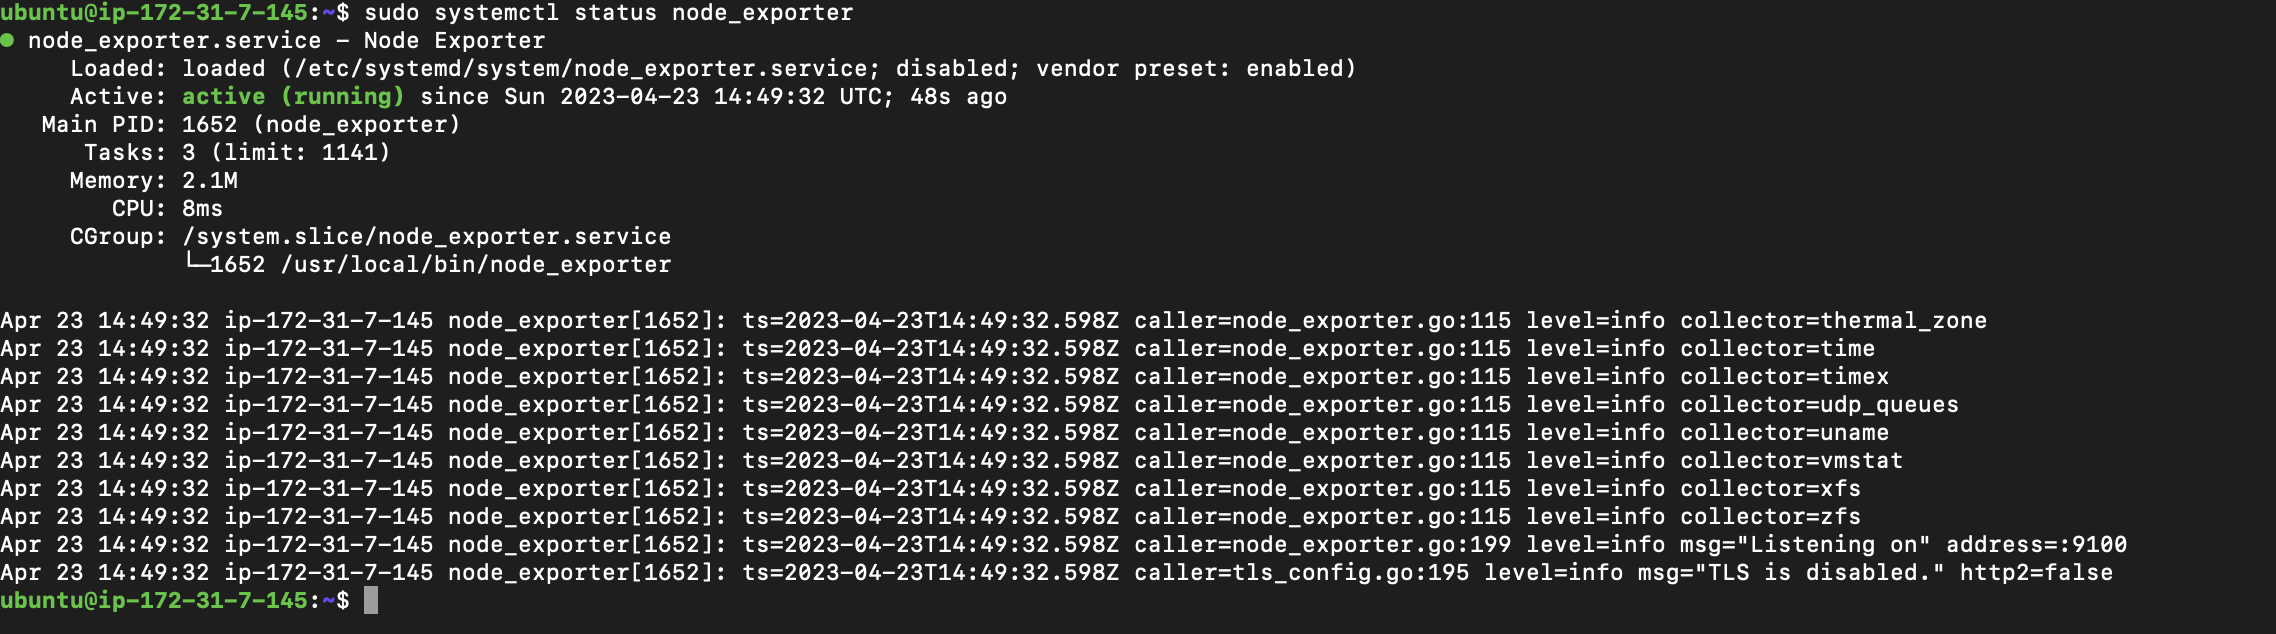 ubuntu@ip-172-31-7-145:~$ sudo systemctl status node_exporter
● node_exporter.service – Node Exporter
Loaded: loaded (/etc/systemd/system/node_exporter.service; disabled; vendor preset: enabled)
Active: active (running) since Sun 2023-04-23 14:49:32 UTC; 48s ago
Main PID: 1652 (node_exporter)
Tasks: 3 (limit: 1141)
Memory: 2.1M
CPU: 8ms
CGroup: /system.slice/node_exporter.service
└─1652 /usr/local/bin/node_exporter
Apr 23 14:49:32 ip-172-31-7-145 node_exporter[1652]: ts=2023-04-23T14:49:32.598Z caller=node_exporter.go:115 level=info collector=thermal_zone
Apr 23 14:49:32 ip-172-31-7-145 node_exporter[1652]: ts=2023-04-23T14:49:32.598Z caller=node_exporter.go:115 level=info collector=time
Apr 23 14:49:32 ip-172-31-7-145 node_exporter[1652]: ts=2023-04-23T14:49:32.598Z caller=node_exporter.go:115 level=info collector=timex
Apr 23 14:49:32 ip-172-31-7-145 node_exporter[1652]: ts=2023-04-23T14:49:32.598Z caller=node_exporter.go:115 level=info collector=udp_queues
Apr 23 14:49:32 ip-172-31-7-145 node_exporter[1652]: ts=2023-04-23T14:49:32.598Z caller=node_exporter.go:115 level=info collector=uname
Apr 23 14:49:32 ip-172-31-7-145 node_exporter[1652]: ts=2023-04-23T14:49:32.598Z caller=node_exporter.go:115 level=info collector=vmstat
Apr 23 14:49:32 ip-172-31-7-145 node_exporter[1652]: ts=2023-04-23T14:49:32.598Z caller=node_exporter.go:115 level=info collector=xfs
Apr 23 14:49:32 ip-172-31-7-145 node_exporter[1652]: ts=2023-04-23T14:49:32.598Z caller=node_exporter.go:115 level=info collector=zfs
Apr 23 14:49:32 ip-172-31-7-145 node_exporter[1652]: ts=2023-04-23T14:49:32.598Z caller=node_exporter.go:199 level=info msg="Listening on" address=:9100
Apr 23 14:49:32 ip-172-31-7-145 node_exporter[1652]: ts=2023-04-23T14:49:32.598Z caller=tls_config.go:195 level=info msg="TLS is disabled." http2=false
ubuntu@ip-172-31-7-145:~$